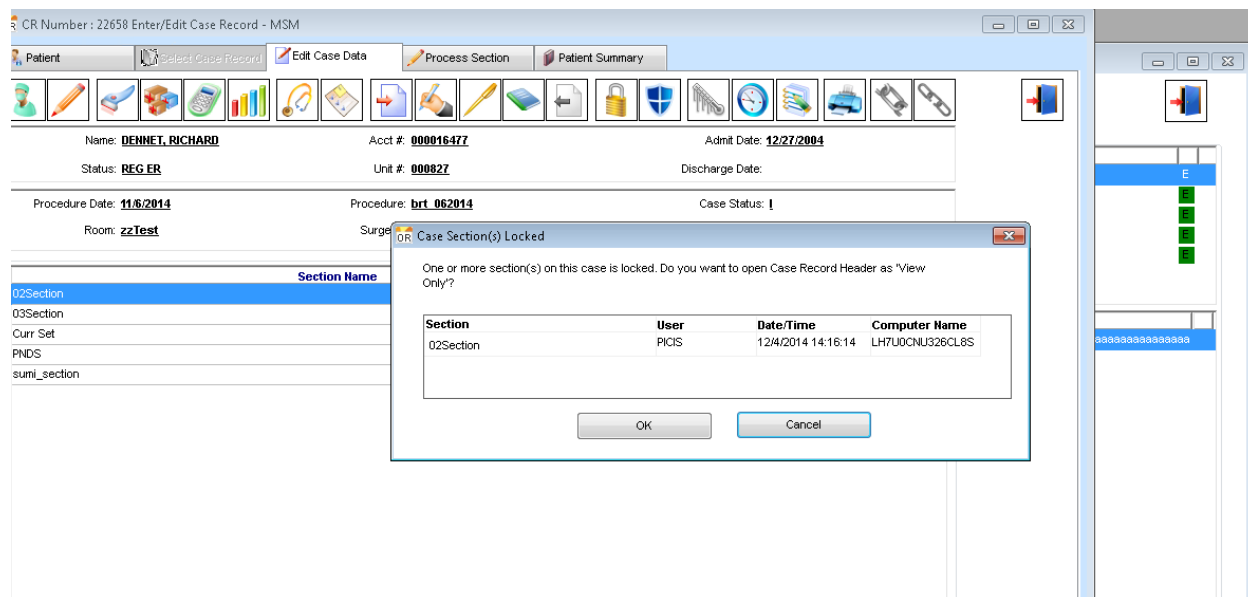 CR Number : 22658 Enter/Edit Case Record - MSM
Patient
Select Case Record
Edit Case Data
Process Section
Patient Summary
Name: DENNET, RICHARD
Acct #: 000016477
Admit Date: 12/27/2004
Status: REG ER
Unit #: 000827
Discharge Date:
Procedure Date: 11/6/2014
Procedure: brt_062014
Case Status: I
Room: zzTest
Surge
Section Name
02Section
03Section
Curr Set
PNDS
sumi_section
OR Case Section(s) Locked
One or more section(s) on this case is locked. Do you want to open Case Record Header as 'View
Only'?
Section User Date/Time Computer Name
02Section PICIS 12/4/2014 14:16:14 LH7U0CNU326CL8S
OK
Cancel
E
E
E
E
E
aaaaaaaaaaaaaaaa